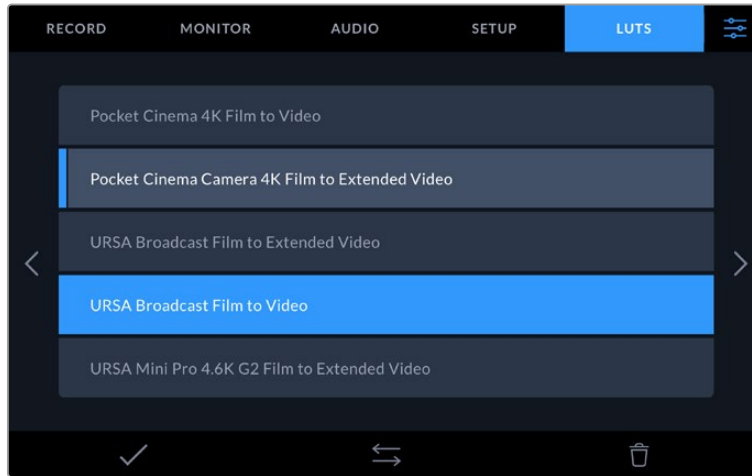 RECORD MONITOR AUDIO SETUP LUTS
Pocket Cinema 4K Film to Video
Pocket Cinema Camera 4K Film to Extended Video
URSA Broadcast Film to Extended Video
URSA Broadcast Film to Video
URSA Mini Pro 4.6K G2 Film to Extended Video